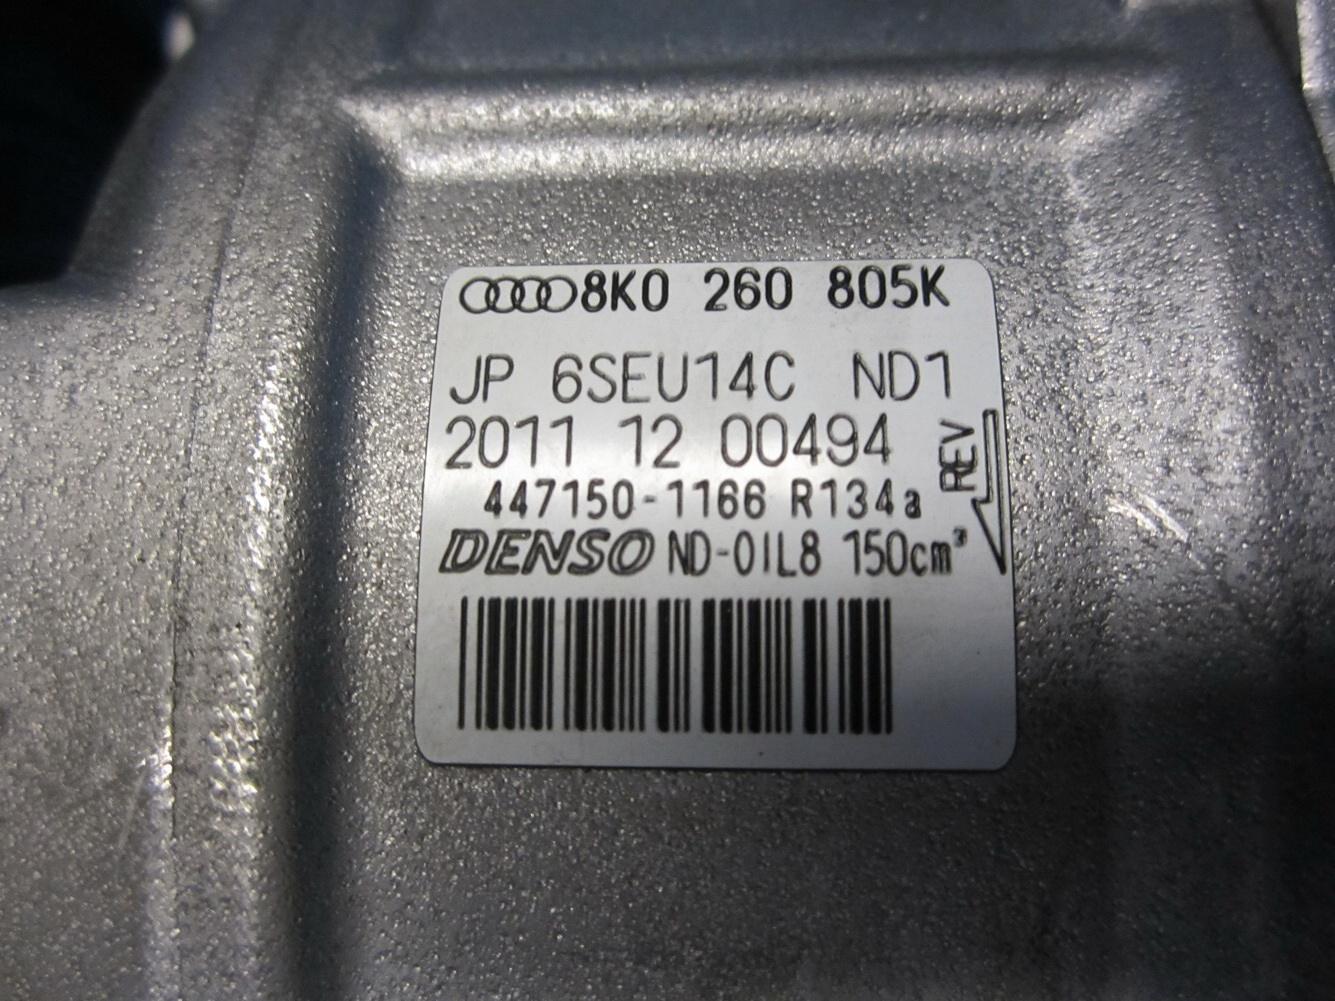 8K0 260 805K
JP 6SEU14C ND1
2011 12 00494
REV
447150-1166 R134a
DENSO ND-OIL8 150cm³